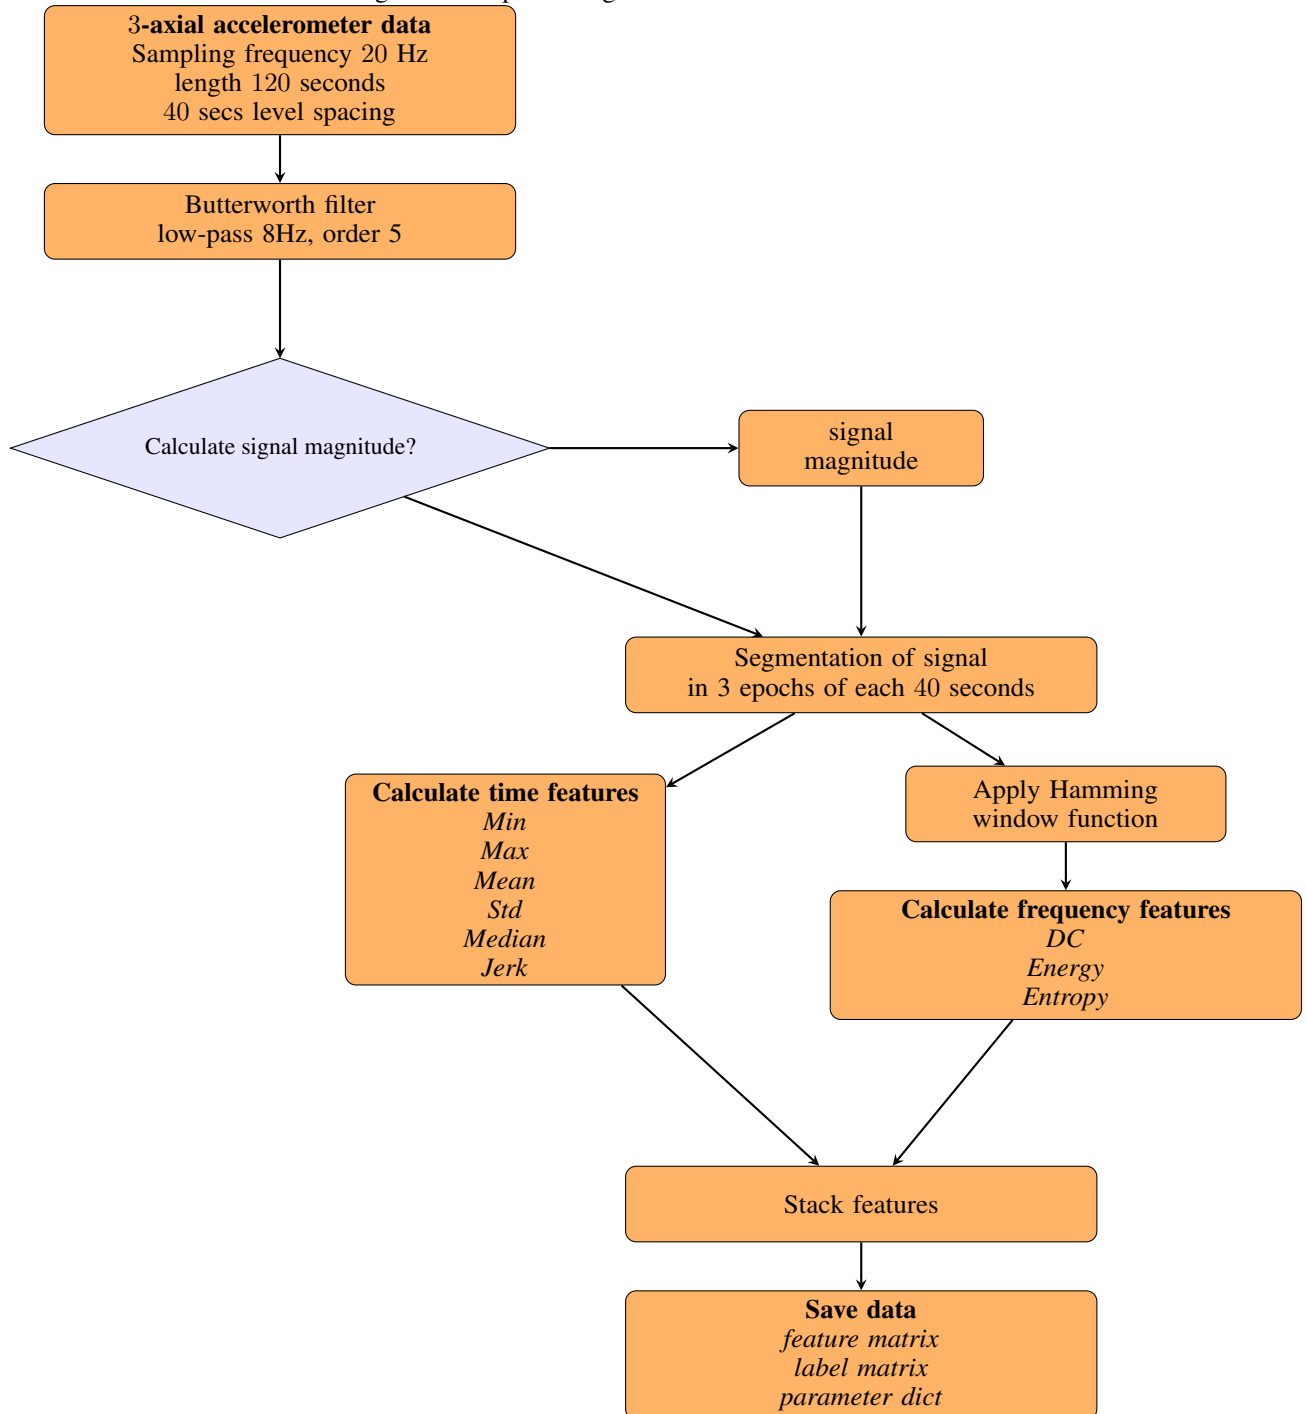 3-axial accelerometer data
Sampling frequency 20 Hz
length 120 seconds
40 secs level spacing
Butterworth filter
low-pass 8Hz, order 5
Calculate signal magnitude?
signal
magnitude
Segmentation of signal
in 3 epochs of each 40 seconds
Calculate time features
Min
Max
Mean
Std
Median
Jerk
Apply Hamming
window function
Calculate frequency features
DC
Energy
Entropy
Stack features
Save data
feature matrix
label matrix
parameter dict